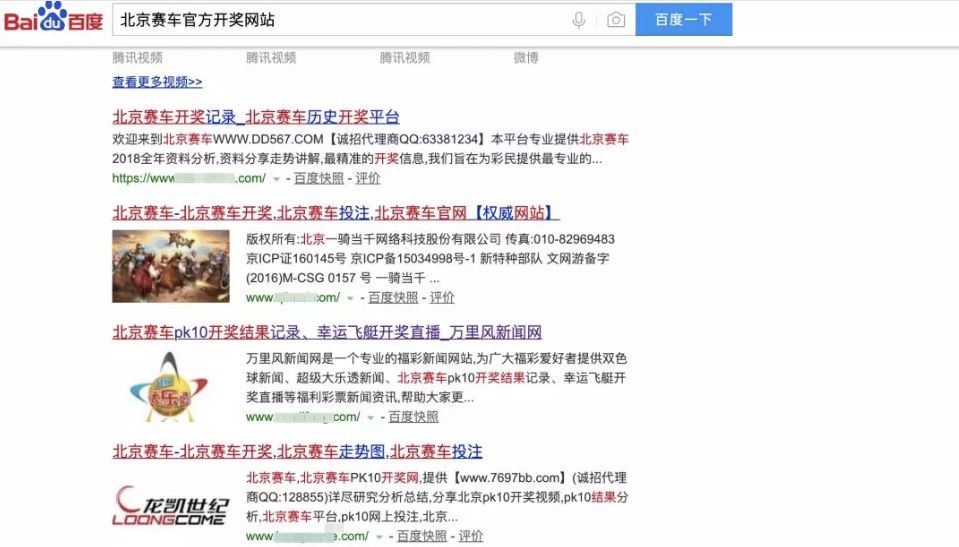 Bai du 百度 北京赛车官方开奖网站 百度一下
腾讯视频 腾讯视频 腾讯视频 微博
查看更多视频>>
北京赛车开奖记录_北京赛车历史开奖平台
欢迎来到北京赛车WWW.DD567.COM【诚招代理商QQ:63381234】本平台专业提供北京赛车
2018全年资料分析,资料分享走势讲解,最精准的开奖信息,我们旨在为彩民提供最专业的...
https://www .com/ - 百度快照 - 评价
北京赛车-北京赛车开奖,北京赛车投注,北京赛车官网【权威网站】
版权所有:北京一骑当千网络科技股份有限公司 传真:010-82969483
京ICP证160145号 京ICP备15034998号-1 新特种部队 文网游备字
(2016)M-CSG 0157 号 一骑当千 ...
www. .com/ - 百度快照 - 评价
北京赛车pk10开奖结果记录、幸运飞艇开奖直播_万里风新闻网
超级
大乐透
万里风新闻网是一个专业的福彩新闻网站,为广大福彩爱好者提供双色
球新闻、超级大乐透新闻、北京赛车pk10开奖结果记录、幸运飞艇开
奖直播等福利彩票新闻资讯,帮助大家更...
www. .com/ - 百度快照
北京赛车-北京赛车开奖,北京赛车走势图,北京赛车投注
龙凯世纪
LOONGCOME
北京赛车,北京赛车PK10开奖网,提供【www.7697bb.com】(诚招代理
商QQ:128855)详尽研究分析总结,分享北京pk10开奖视频,pk10结果分
析,北京赛车平台,pk10网上投注,北京...
www. .com/ - 百度快照 - 评价